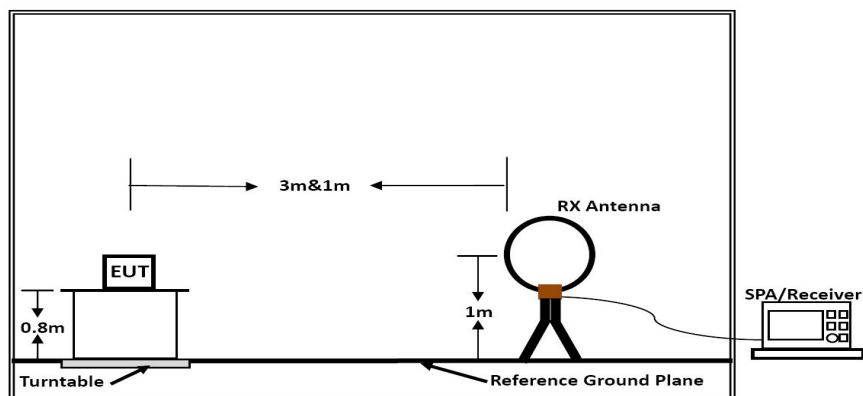 3m&1m
RX Antenna
EUT
SPA/Receiver
0.8m
1m
Turntable
Reference Ground Plane